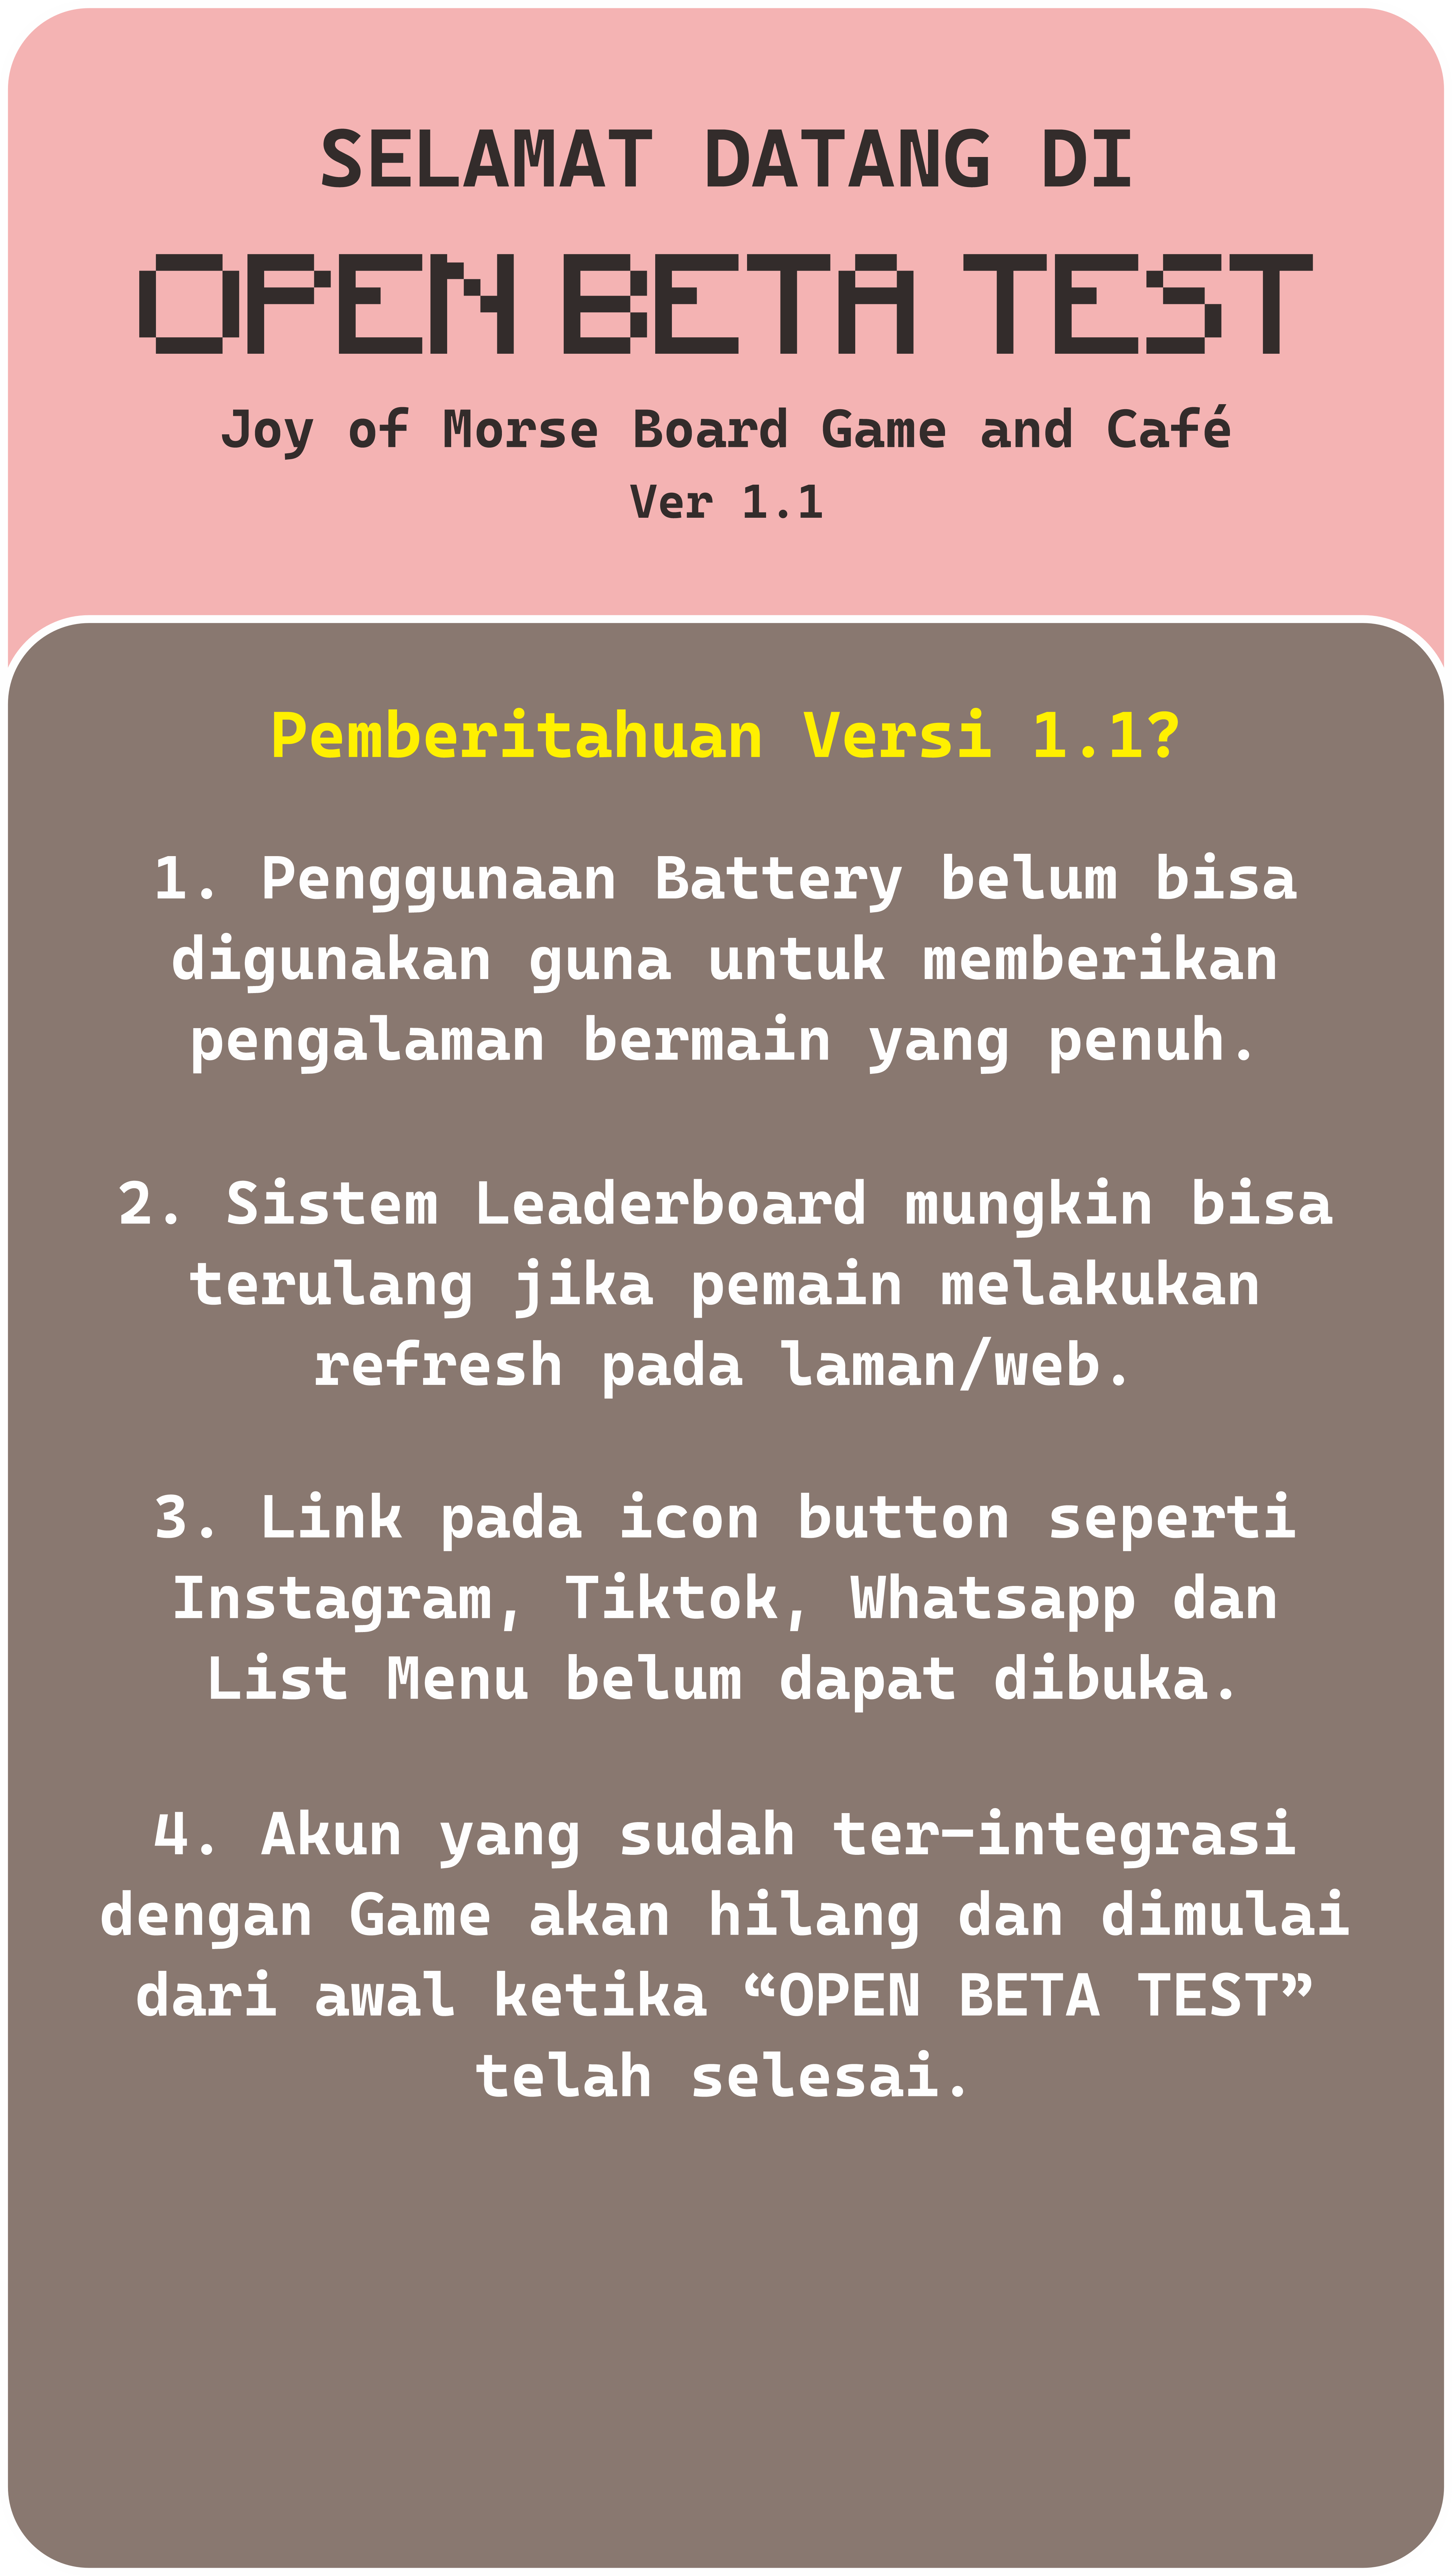 SELAMAT DATANG DI
OPEN BETA TEST
Joy of Morse Board Game and Café
Ver 1.1
Pemberitahuan Versi 1.1?
1. Penggunaan Battery belum bisa
digunakan guna untuk memberikan
pengalaman bermain yang penuh.
2. Sistem Leaderboard mungkin bisa
terulang jika pemain melakukan
refresh pada laman/web.
3. Link pada icon button seperti
Instagram, Tiktok, Whatsapp dan
List Menu belum dapat dibuka.
4. Akun yang sudah ter-integrasi
dengan Game akan hilang dan dimulai
dari awal ketika “OPEN BETA TEST”
telah selesai.